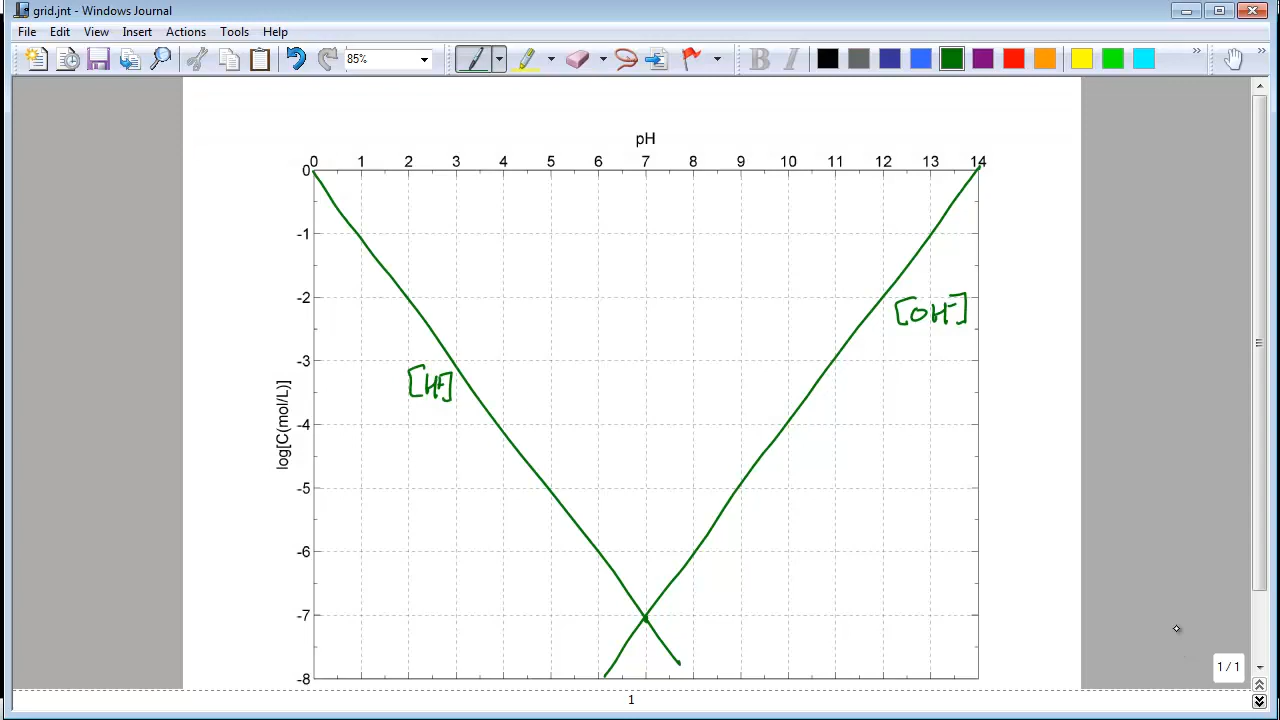 grid.jnt - Windows Journal
File Edit View Insert Actions Tools Help
85%
B I
pH
0 1 2 3 4 5 6 7 8 9 10 11 12 13 14
0
-1
-2
[OH-]
-3
[H+]
log[C(mol/L)]
-4
-5
-6
-7
-8
1 / 1
1